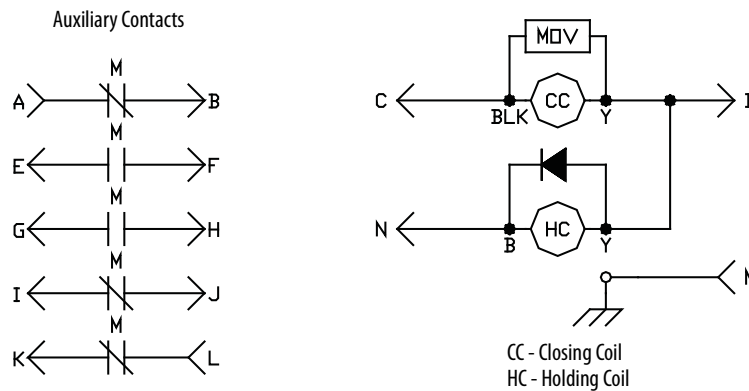 Auxiliary Contacts
M
A B
M
E F
M
G H
M
I J
M
K L
MOV
C CC
BLK Y
N HC
B Y
CC - Closing Coil
HC - Holding Coil